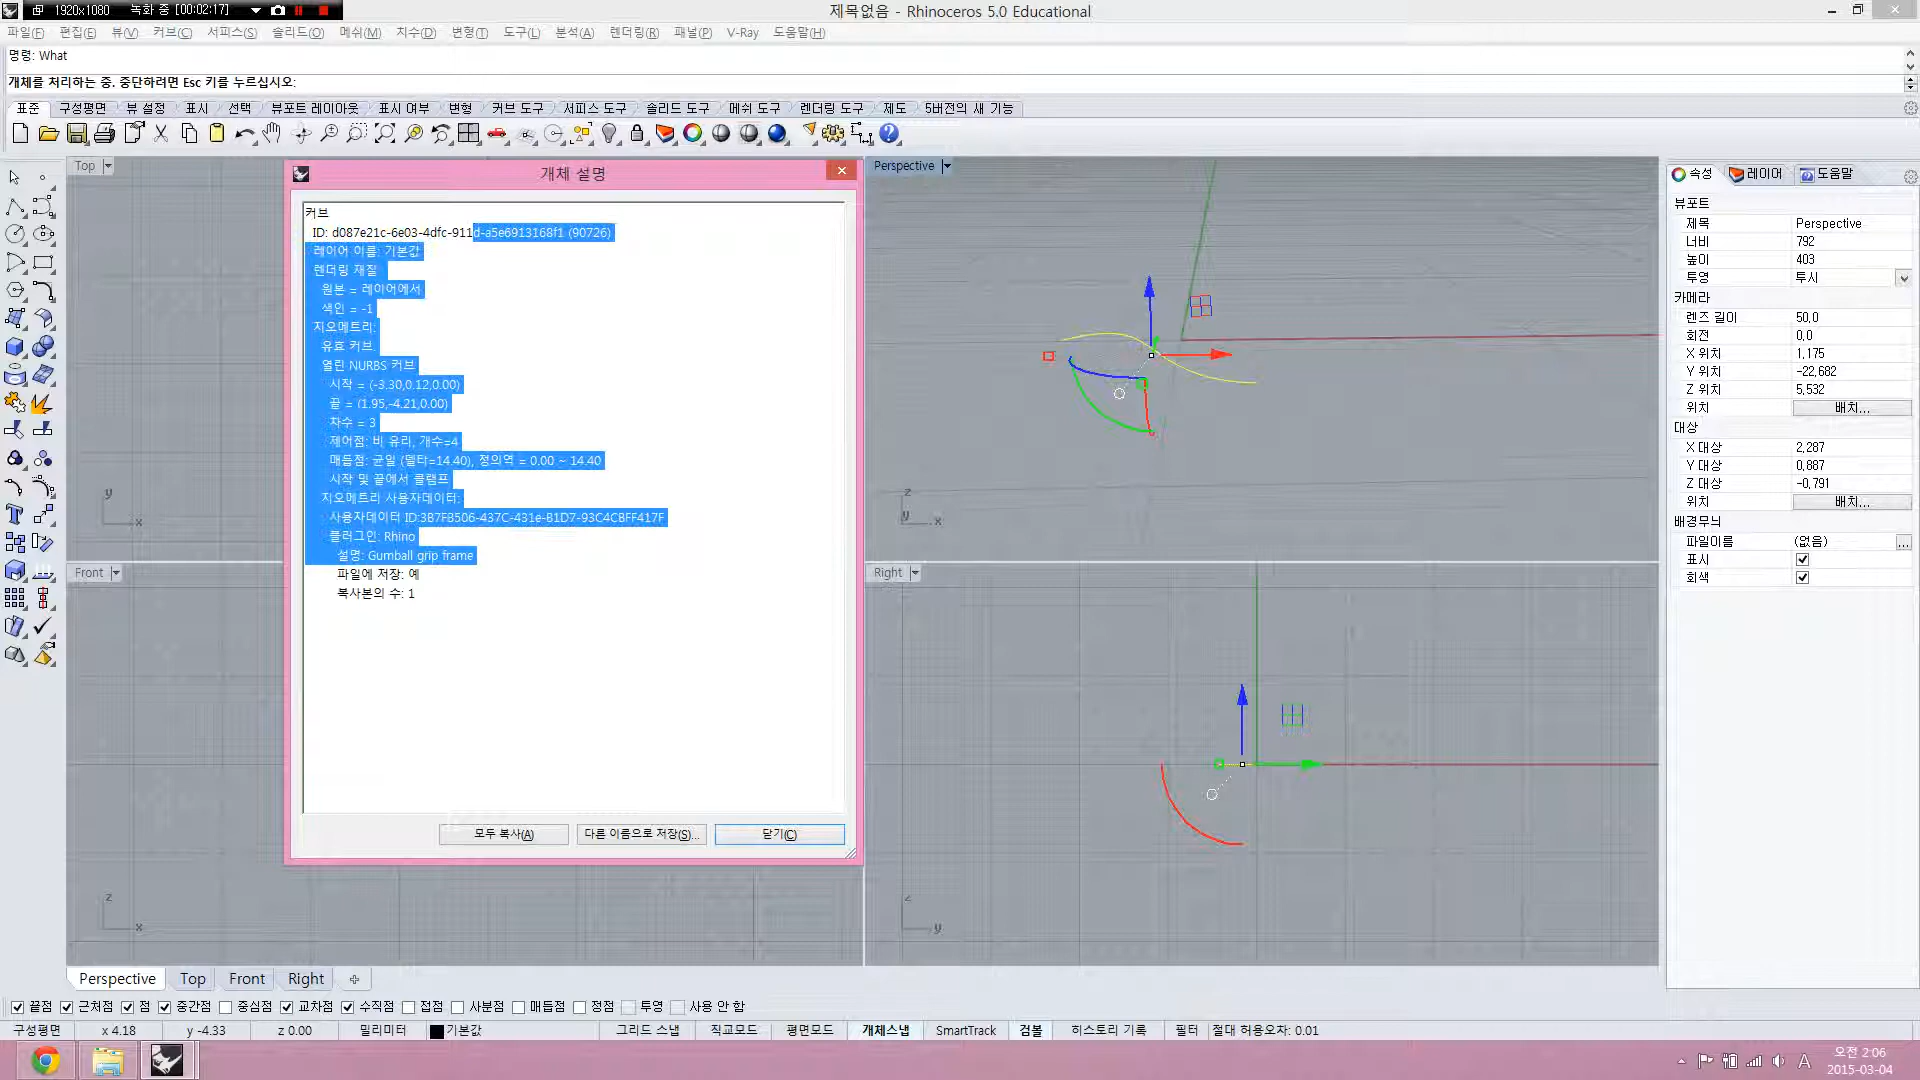 1920x1080 녹화 중 [00:02:17]
제목없음 - Rhinoceros 5.0 Educational
파일(F) 편집(E) 뷰(V) 커브(C) 서피스(S) 솔리드(O) 메쉬(M) 치수(D) 변형(T) 도구(L) 분석(A) 렌더링(R) 패널(P) V-Ray 도움말(H)
명령: What
개체를 처리하는 중. 중단하려면 Esc 키를 누르십시오:
표준 구성평면 뷰 설정 표시 선택 뷰포트 레이아웃 표시 여부 변형 커브 도구 서피스 도구 솔리드 도구 메쉬 도구 렌더링 도구 제도 5버전의 새 기능
Top
개체 설명
커브
ID: d087e21c-6e03-4dfc-911d-a5e6913168f1 (90726)
레이어 이름: 기본값
렌더링 재질
원본 = 레이어에서
색인 = -1
지오메트리:
유효 커브.
열린 NURBS 커브
시작 = (-3.30,0.12,0.00)
끝 = (1.95,-4.21,0.00)
차수 = 3
제어점: 비 유리, 개수=4
매듭점: 균일 (델타=14.40), 정의역 = 0.00 ~ 14.40
시작 및 끝에서 클램프
지오메트리 사용자데이터:
사용자데이터 ID:3B7FB506-437C-431e-B1D7-93C4CBFF417F
플러그인: Rhino
설명: Gumball grip frame
파일에 저장: 예
복사본의 수: 1
모두 복사(A) 다른 이름으로 저장(S)... 닫기(C)
y
x
Perspective
z
y
x
Front
z
x
Right
z
y
속성 레이어 도움말
뷰포트
제목 Perspective
너비 792
높이 403
투영 투시
카메라
렌즈 길이 50,0
회전 0,0
X 위치 1,175
Y 위치 -22,682
Z 위치 5,532
위치 배치...
대상
X 대상 2,287
Y 대상 0,887
Z 대상 -0,791
위치 배치...
배경무늬
파일이름 (없음) ...
표시
회색
Perspective Top Front Right
끝점 근처점 점 중간점 중심점 교차점 수직점 접점 사분점 매듭점 정점 투영 사용 안 함
구성평면 x 4.18 y -4.33 z 0.00 밀리미터 기본값 그리드 스냅 직교모드 평면모드 개체스냅 SmartTrack 검볼 히스토리 기록 필터 절대 허용오차: 0.01
A
오전 2:06
2015-03-04